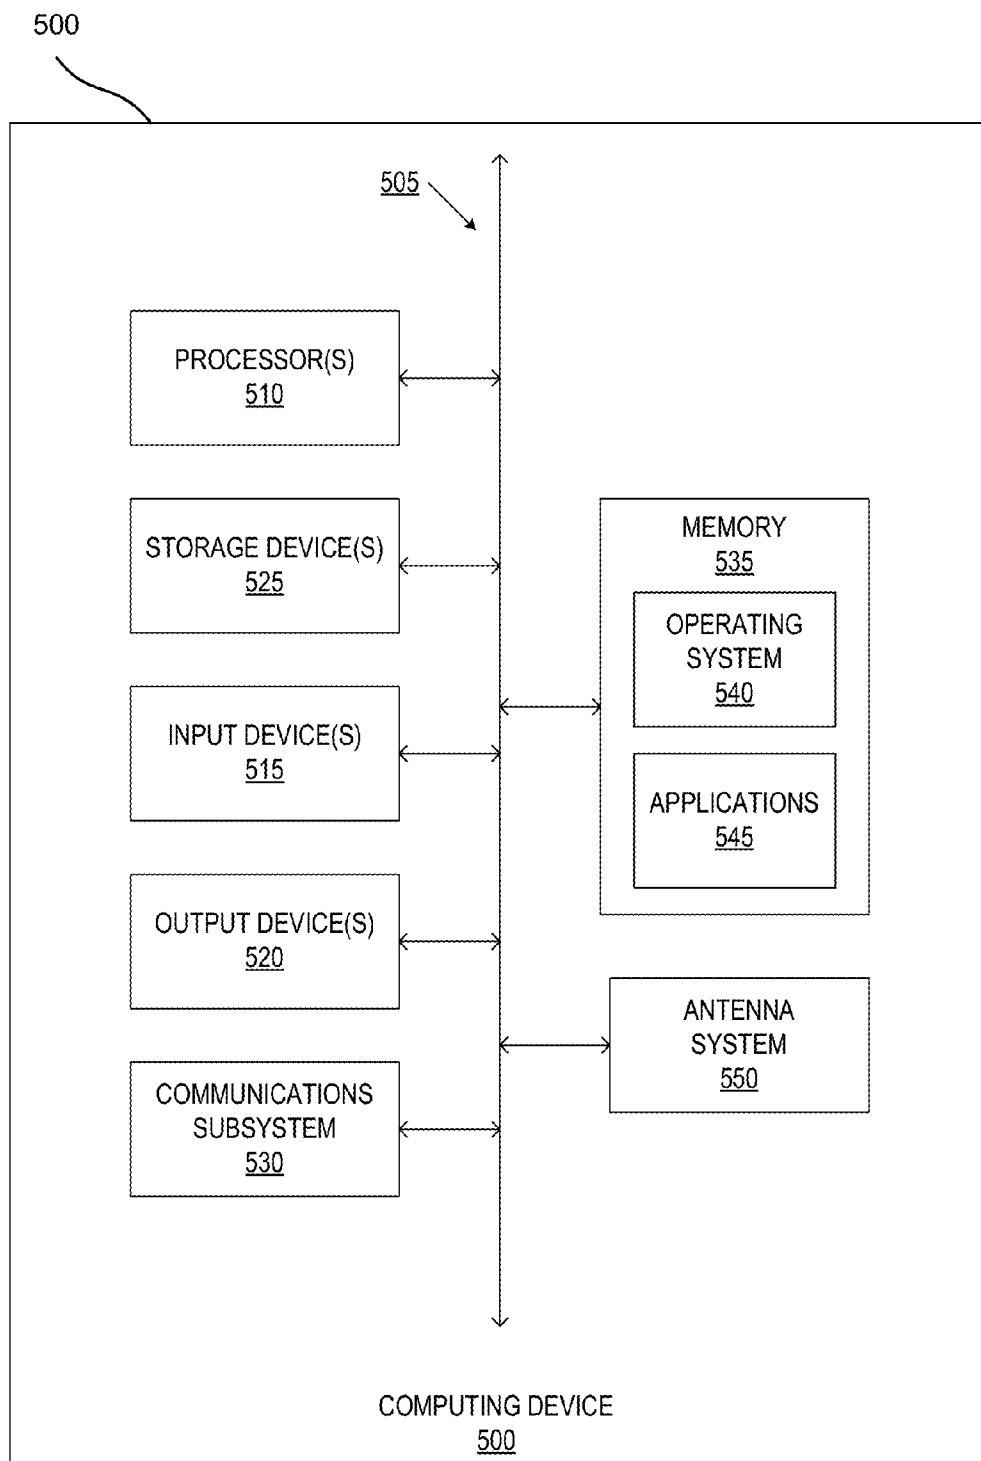 500
505
PROCESSOR(S)
510
STORAGE DEVICE(S)
525
INPUT DEVICE(S)
515
OUTPUT DEVICE(S)
520
COMMUNICATIONS
SUBSYSTEM
530
MEMORY
535
OPERATING
SYSTEM
540
APPLICATIONS
545
ANTENNA
SYSTEM
550
COMPUTING DEVICE
500